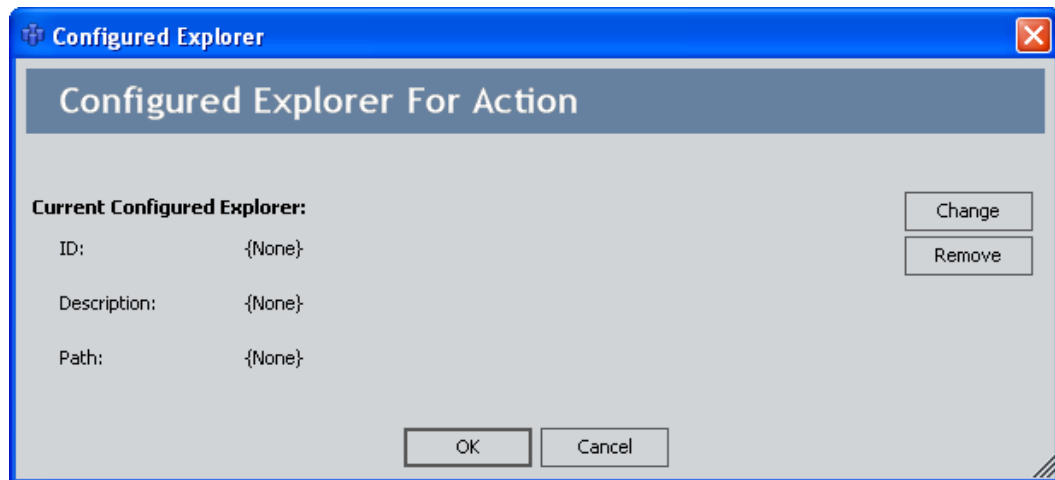 Configured Explorer
Configured Explorer For Action
Current Configured Explorer:
Change
ID: {None}
Remove
Description: {None}
Path: {None}
OK Cancel